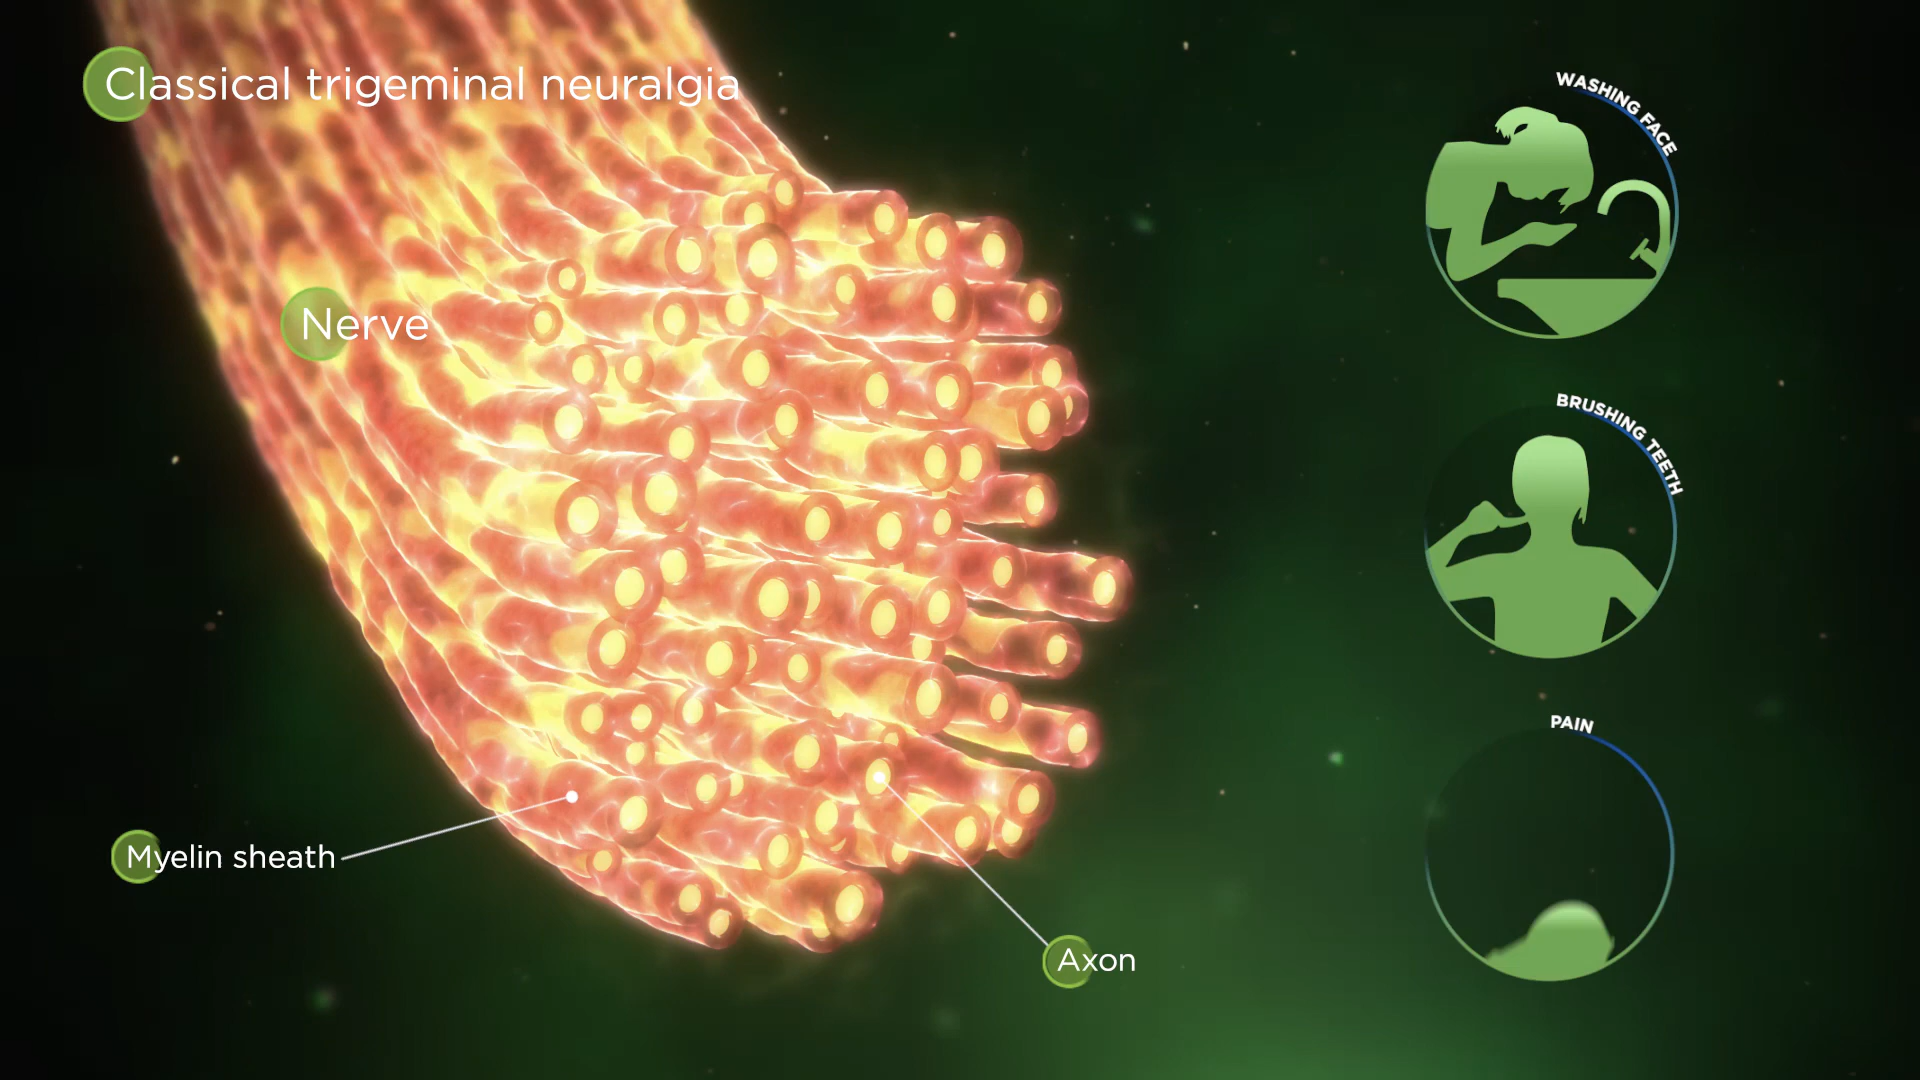 Classical trigeminal neuralgia
Nerve
Myelin sheath
Axon
WASHING FACE
BRUSHING TEETH
PAIN